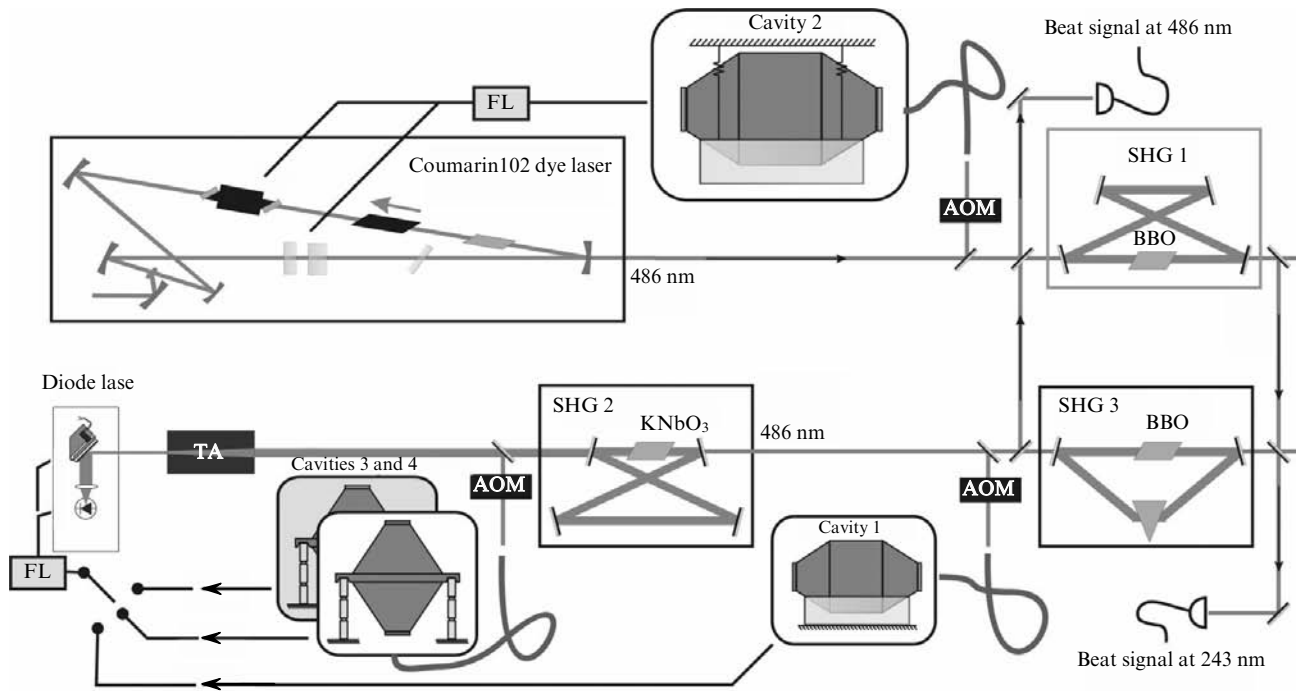 Cavity 2
Beat signal at 486 nm
FL
Coumarin102 dye laser
AOM
SHG 1
BBO
486 nm
Diode lase
TA
Cavities 3 and 4
AOM
SHG 2
KNbO₃
486 nm
AOM
SHG 3
BBO
Cavity 1
FL
Beat signal at 243 nm